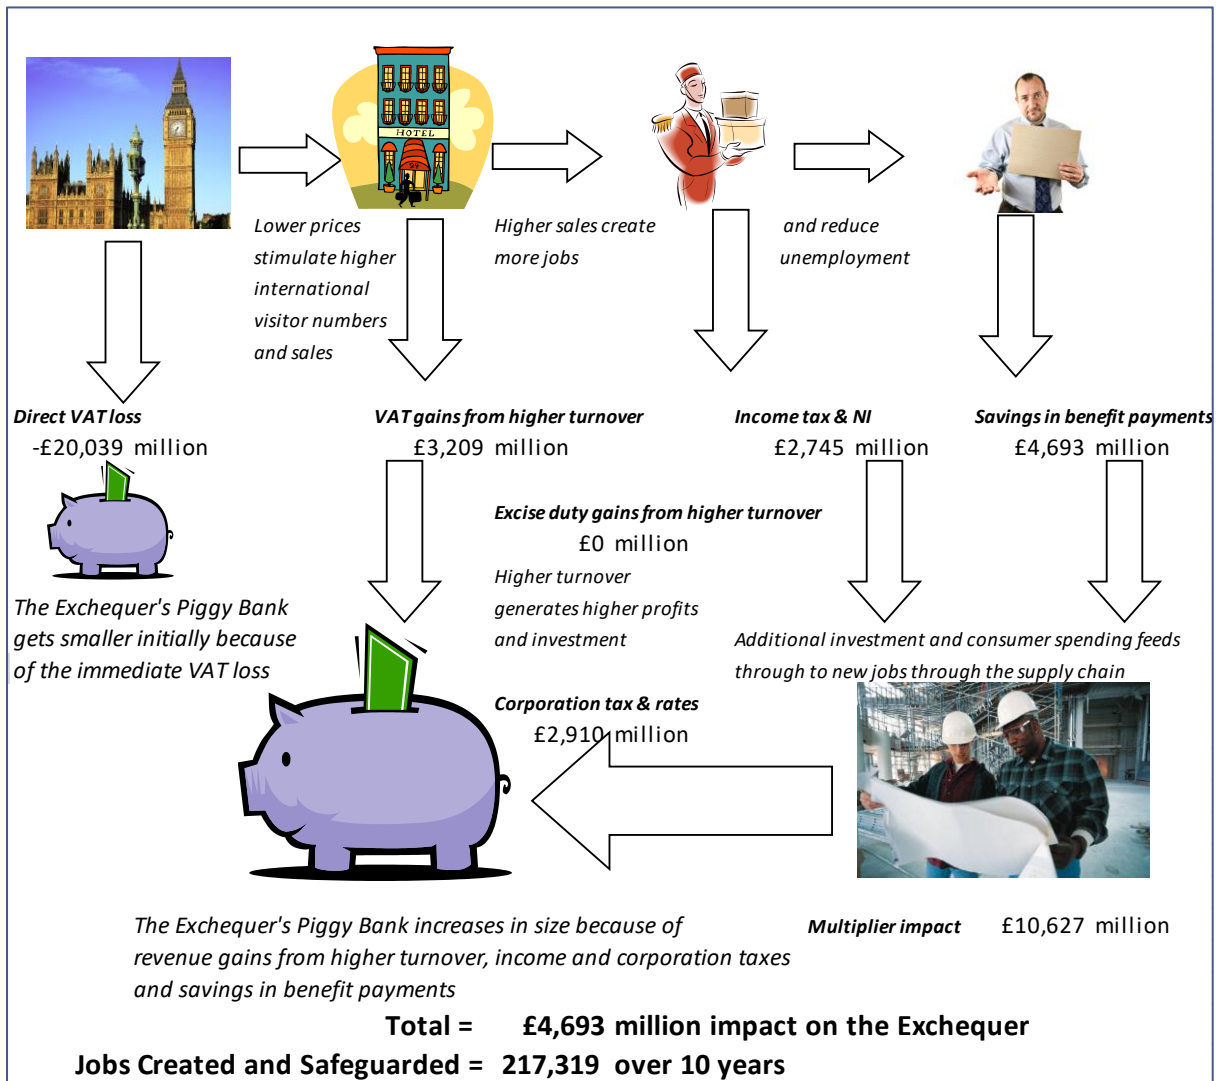 HOTEL
Lower prices
stimulate higher
international
visitor numbers
and sales
Higher sales create
more jobs
and reduce
unemployment
Direct VAT loss
-£20,039 million
VAT gains from higher turnover
£3,209 million
Income tax & NI
£2,745 million
Savings in benefit payments
£4,693 million
Excise duty gains from higher turnover
£0 million
Higher turnover
generates higher profits
and investment
The Exchequer's Piggy Bank
gets smaller initially because
of the immediate VAT loss
Additional investment and consumer spending feeds
through to new jobs through the supply chain
Corporation tax & rates
£2,910 million
The Exchequer's Piggy Bank increases in size because of
revenue gains from higher turnover, income and corporation taxes
and savings in benefit payments
Multiplier impact £10,627 million
Total = £4,693 million impact on the Exchequer
Jobs Created and Safeguarded = 217,319 over 10 years